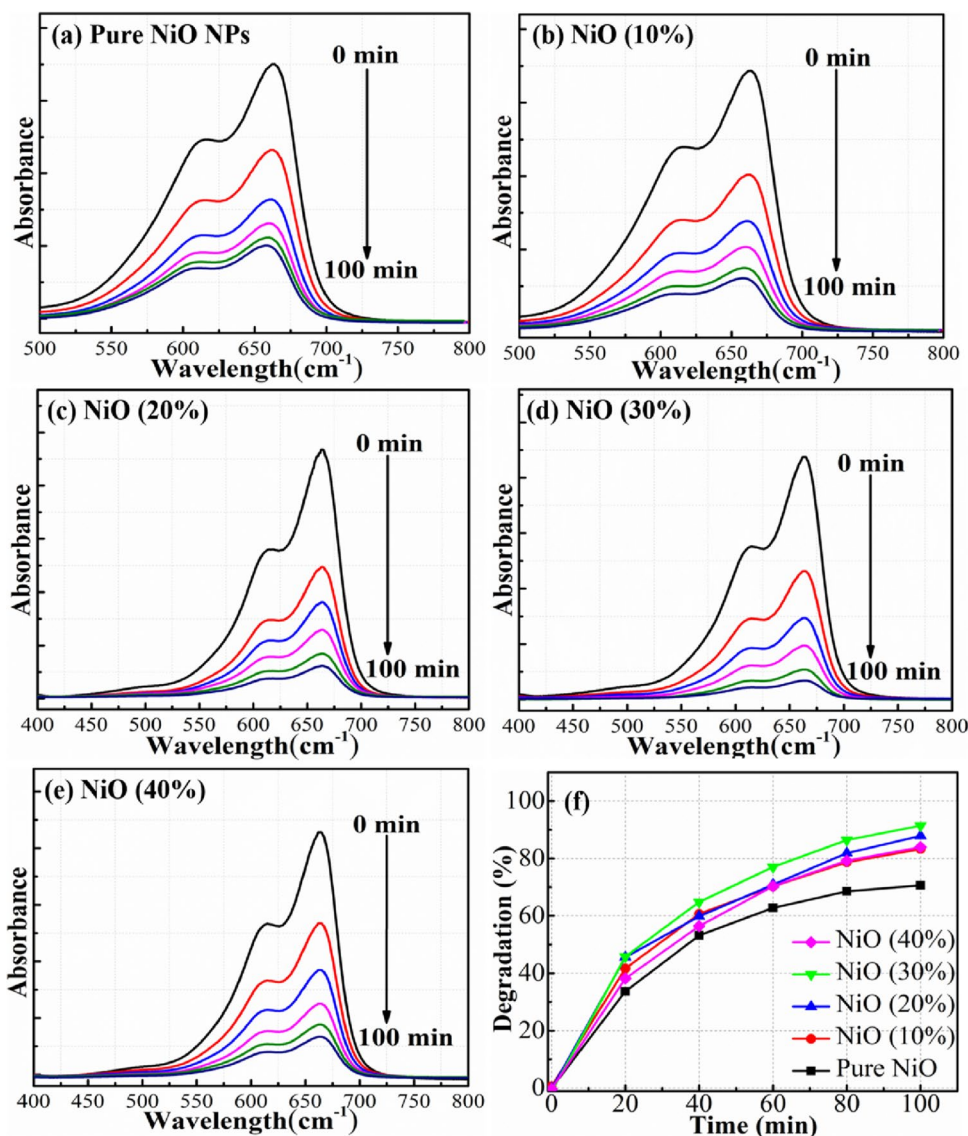 (a) Pure NiO NPs
0 min
100 min
Absorbance
500 550 600 650 700 750 800
Wavelength(cm⁻¹)
(b) NiO (10%)
0 min
100 min
Absorbance
500 550 600 650 700 750 800
Wavelength(cm⁻¹)
(c) NiO (20%)
0 min
100 min
Absorbance
400 450 500 550 600 650 700 750 800
Wavelength(cm⁻¹)
(d) NiO (30%)
0 min
100 min
Absorbance
400 450 500 550 600 650 700 750 800
Wavelength(cm⁻¹)
(e) NiO (40%)
0 min
100 min
Absorbance
400 450 500 550 600 650 700 750 800
Wavelength(cm⁻¹)
(f)
Degradation (%)
100
80
60
40
20
0
NiO (40%)
NiO (30%)
NiO (20%)
NiO (10%)
Pure NiO
0 20 40 60 80 100
Time (min)